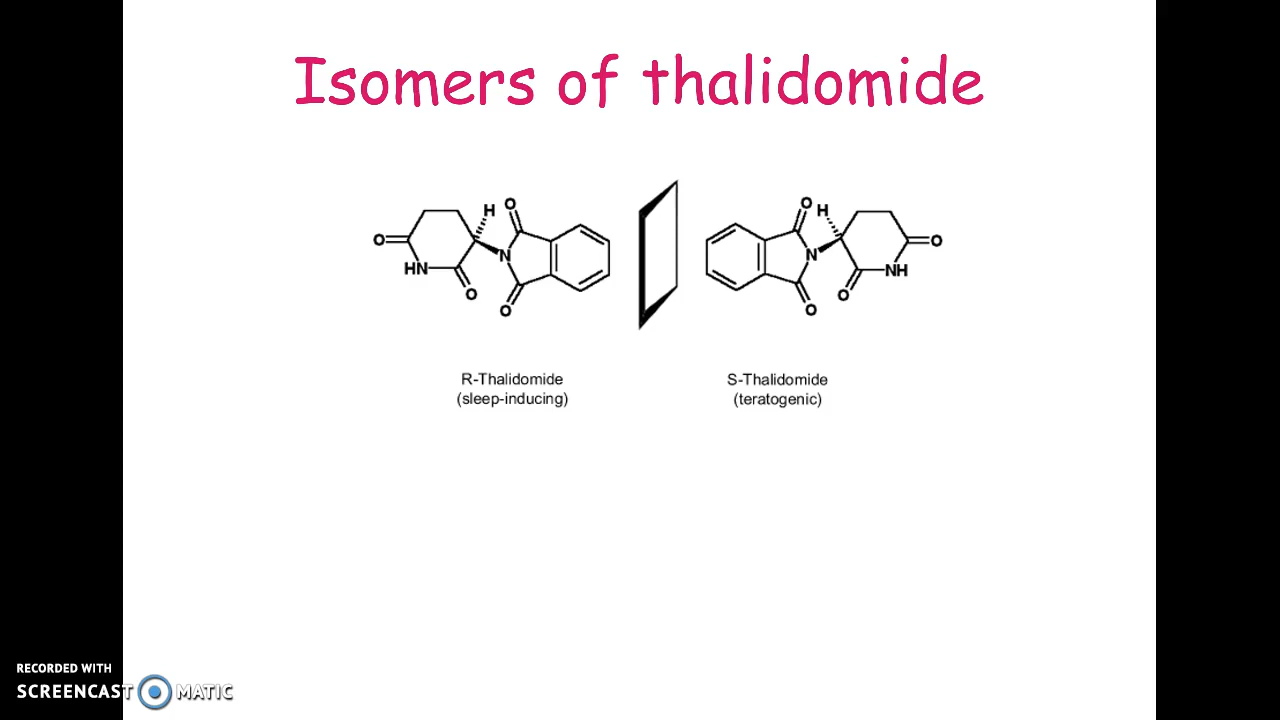 Isomers of thalidomide
O H O O H O
O HN O N O N O O NH O
R-Thalidomide S-Thalidomide
(sleep-inducing) (teratogenic)
RECORDED WITH
SCREENCAST MATIC